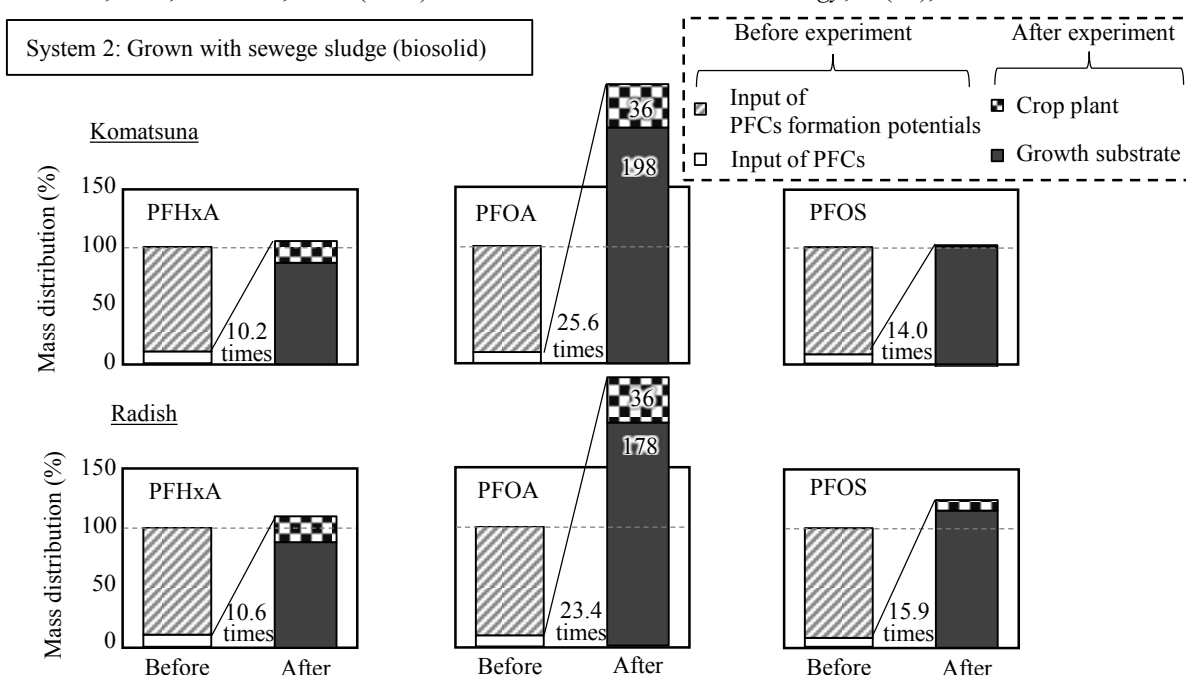 System 2: Grown with sewege sludge (biosolid)
Before experiment
After experiment
Input of
PFCs formation potentials
Input of PFCs
Crop plant
Growth substrate
Komatsuna
Mass distribution (%)
150
100
50
0
PFHxA
10.2
times
PFOA
25.6
times
36
198
PFOS
14.0
times
Radish
Mass distribution (%)
150
100
50
0
PFHxA
10.6
times
Before
After
PFOA
23.4
times
36
178
Before
After
PFOS
15.9
times
Before
After